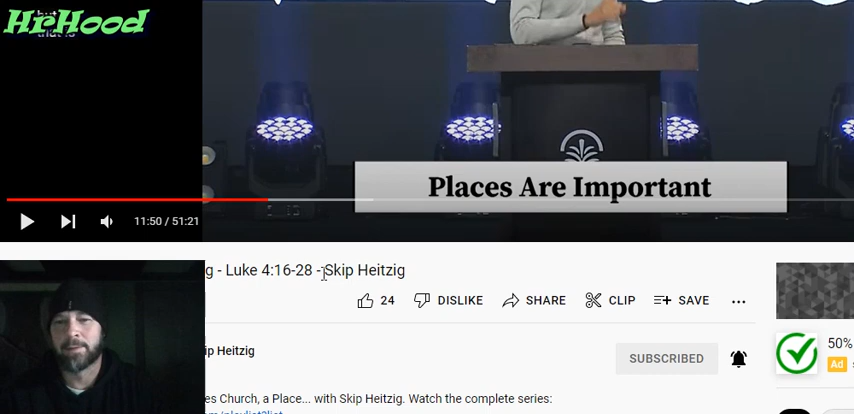 HrHood
Places Are Important
11:50 / 51:21
g - Luke 4:16-28 - Skip Heitzig
24 DISLIKE SHARE CLIP SAVE ...
ip Heitzig
SUBSCRIBED
50%
Ad
es Church, a Place... with Skip Heitzig. Watch the complete series: